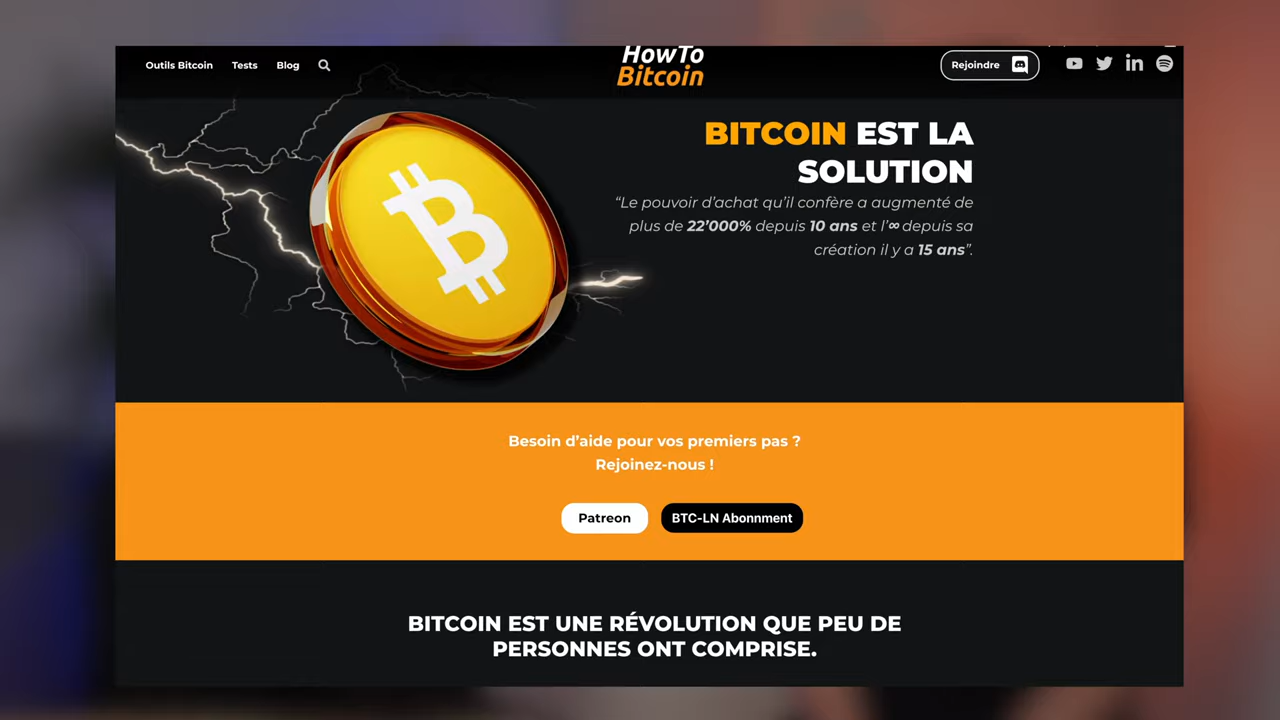 Outils Bitcoin Tests Blog
HowTo
Bitcoin
Rejoindre
BITCOIN EST LA
SOLUTION
“Le pouvoir d’achat qu’il confère a augmenté de
plus de 22’000% depuis 10 ans et l’∞ depuis sa
création il y a 15 ans”.
Besoin d’aide pour vos premiers pas ?
Rejoinez-nous !
Patreon
BTC-LN Abonnment
BITCOIN EST UNE RÉVOLUTION QUE PEU DE
PERSONNES ONT COMPRISE.